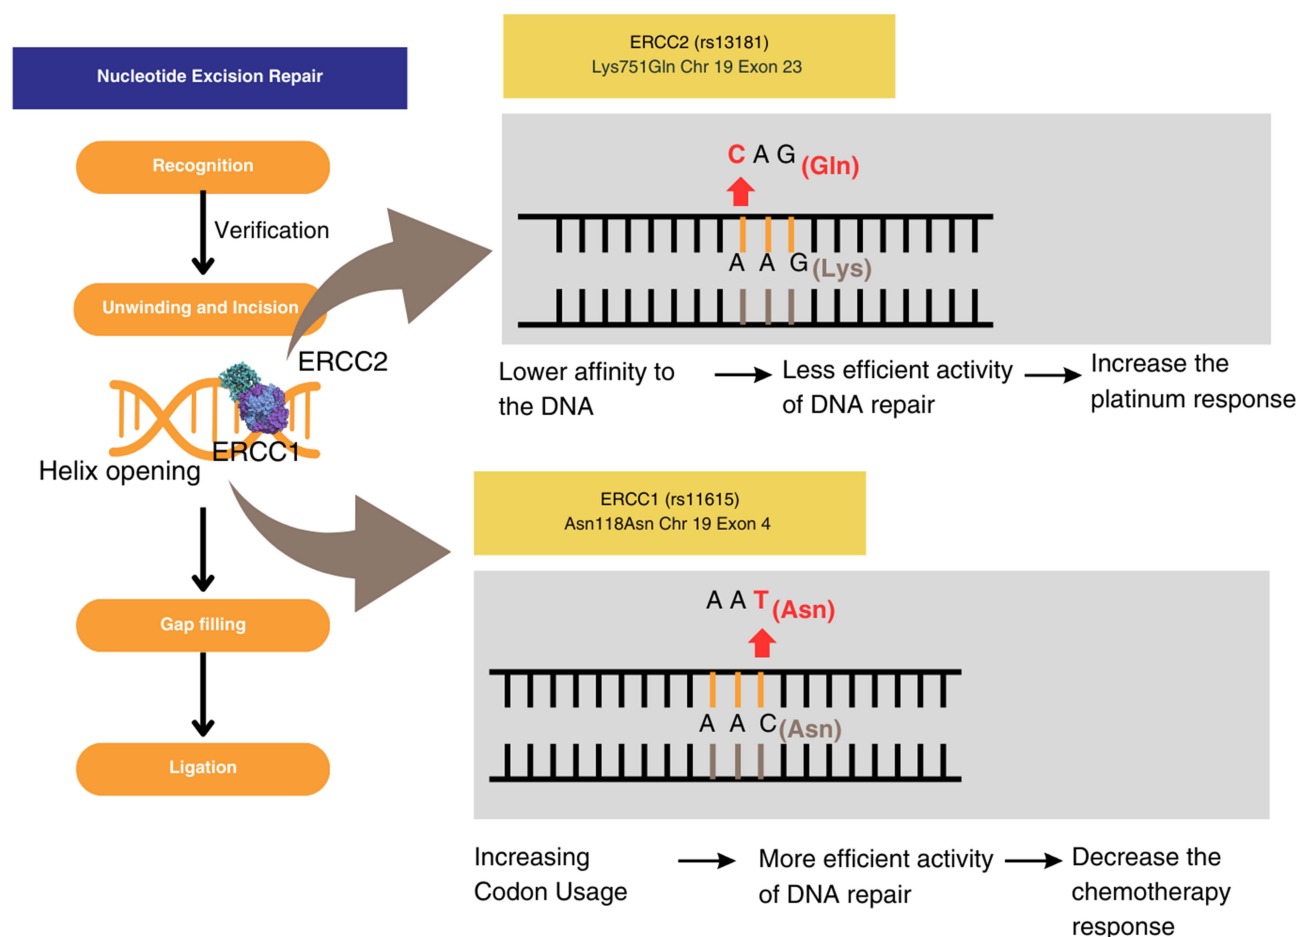 Nucleotide Excision Repair
Recognition
Verification
Unwinding and Incision
ERCC2
ERCC1
Helix opening
Gap filling
Ligation
ERCC2 (rs13181)
Lys751Gln Chr 19 Exon 23
C A G (Gln)
A A G (Lys)
Lower affinity to
the DNA
Less efficient activity
of DNA repair
Increase the
platinum response
ERCC1 (rs11615)
Asn118Asn Chr 19 Exon 4
A A T (Asn)
A A C (Asn)
Increasing
Codon Usage
More efficient activity
of DNA repair
Decrease the
chemotherapy
response